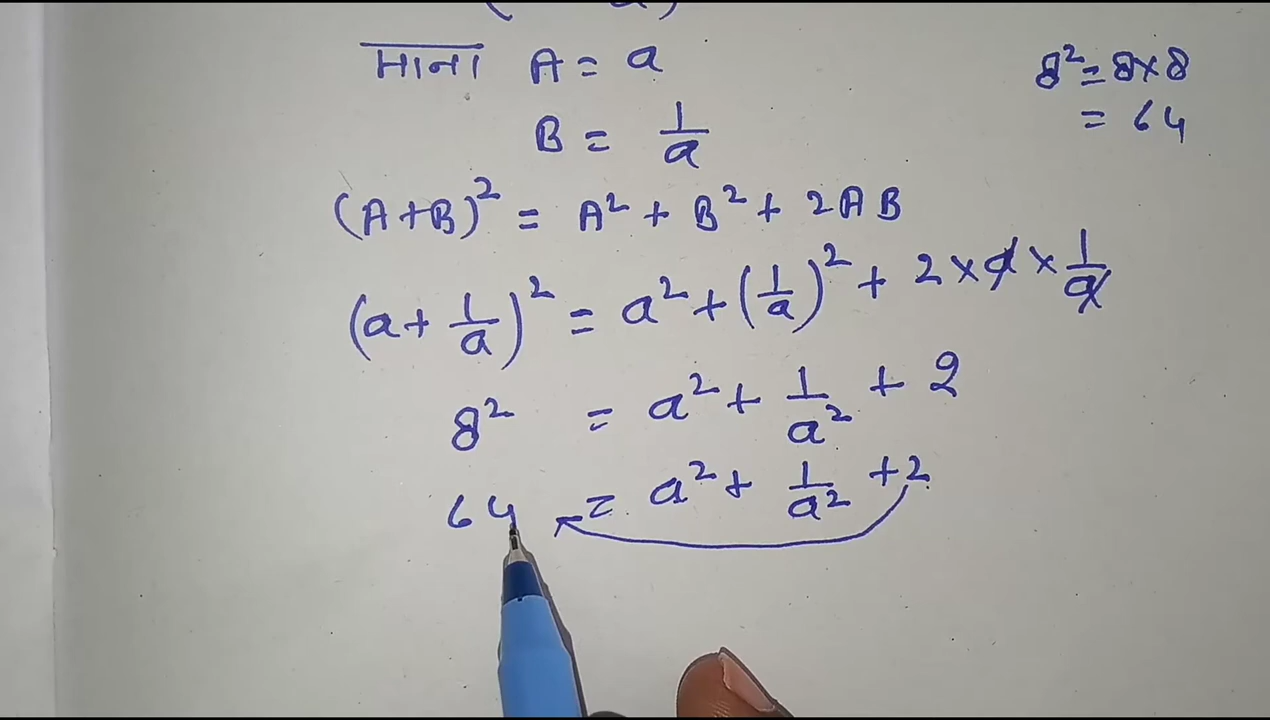 माना A = a
8² = 8×8
= 64
B = 1/a
(A+B)² = A² + B² + 2AB
(a + 1/a)² = a² + (1/a)² + 2 × a × 1/a
8² = a² + 1/a² + 2
64 = a² + 1/a² + 2